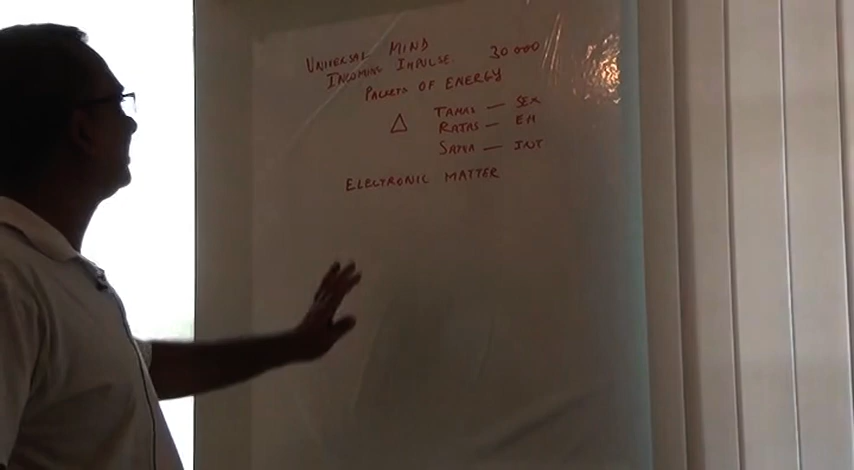 UNIVERSAL MIND
INCOMING IMPULSE. 30000
PACKETS OF ENERGY
TAMAS — SEX
RAJAS — EM
SATVA — INT
ELECTRONIC MATTER